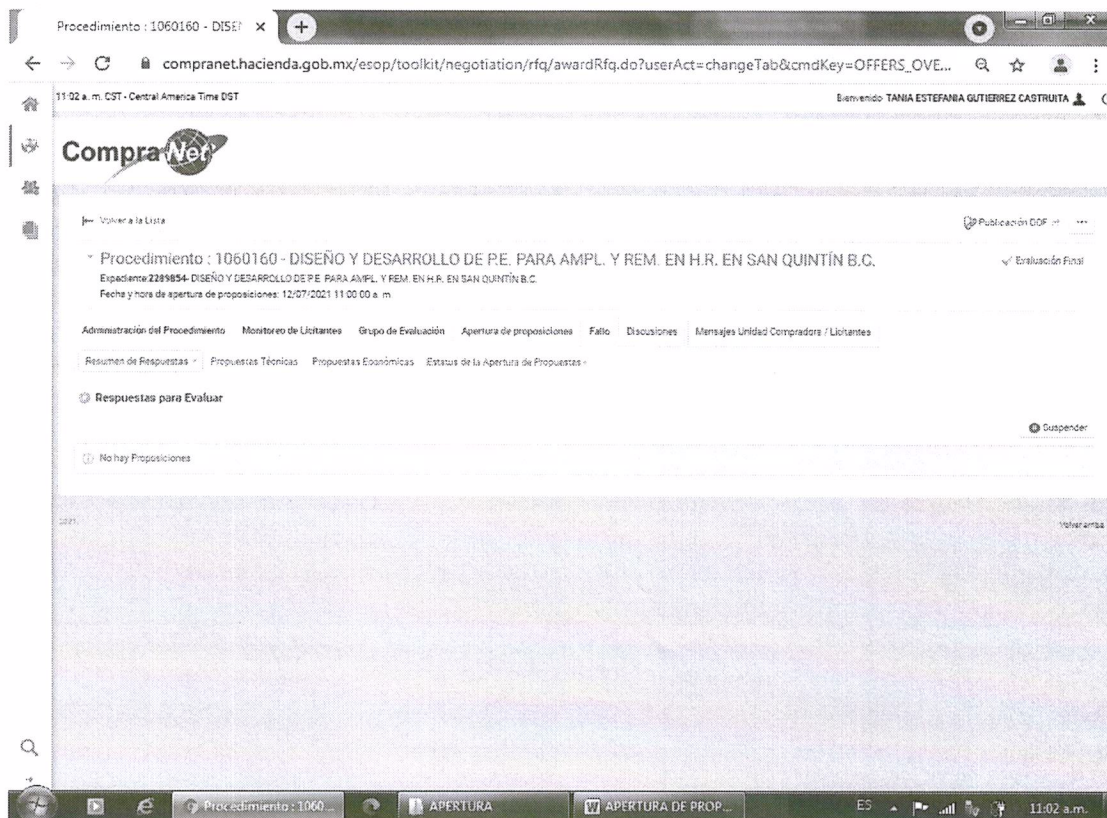 Procedimiento : 1060160 - DISEÑ
compranet.hacienda.gob.mx/esop/toolkit/negotiation/rfq/awardRfq.do?userAct=changeTab&cmdKey=OFFERS_OVE...
11:02 a. m. CST - Central America Time DST
Bienvenido TANIA ESTEFANIA GUTIERREZ CASTRUITA
CompraNet
Volver a la Lista
Publicación DOF
Procedimiento : 1060160 - DISEÑO Y DESARROLLO DE P.E. PARA AMPL. Y REM. EN H.R. EN SAN QUINTÍN B.C.
Evaluación Final
Expediente:2289854- DISEÑO Y DESARROLLO DE P.E. PARA AMPL. Y REM. EN H.R. EN SAN QUINTÍN B.C.
Fecha y hora de apertura de proposiciones: 12/07/2021 11:00:00 a. m.
Administración del Procedimiento Monitoreo de Licitantes Grupo de Evaluación Apertura de proposiciones Fallo Discusiones Mensajes Unidad Compradora / Licitantes
Resumen de Respuestas Propuestas Técnicas Propuestas Económicas Estatus de la Apertura de Propuestas
Respuestas para Evaluar
Suspender
No hay Proposiciones
2021
Volver arriba
Procedimiento : 1060... APERTURA APERTURA DE PROP... ES 11:02 a.m.